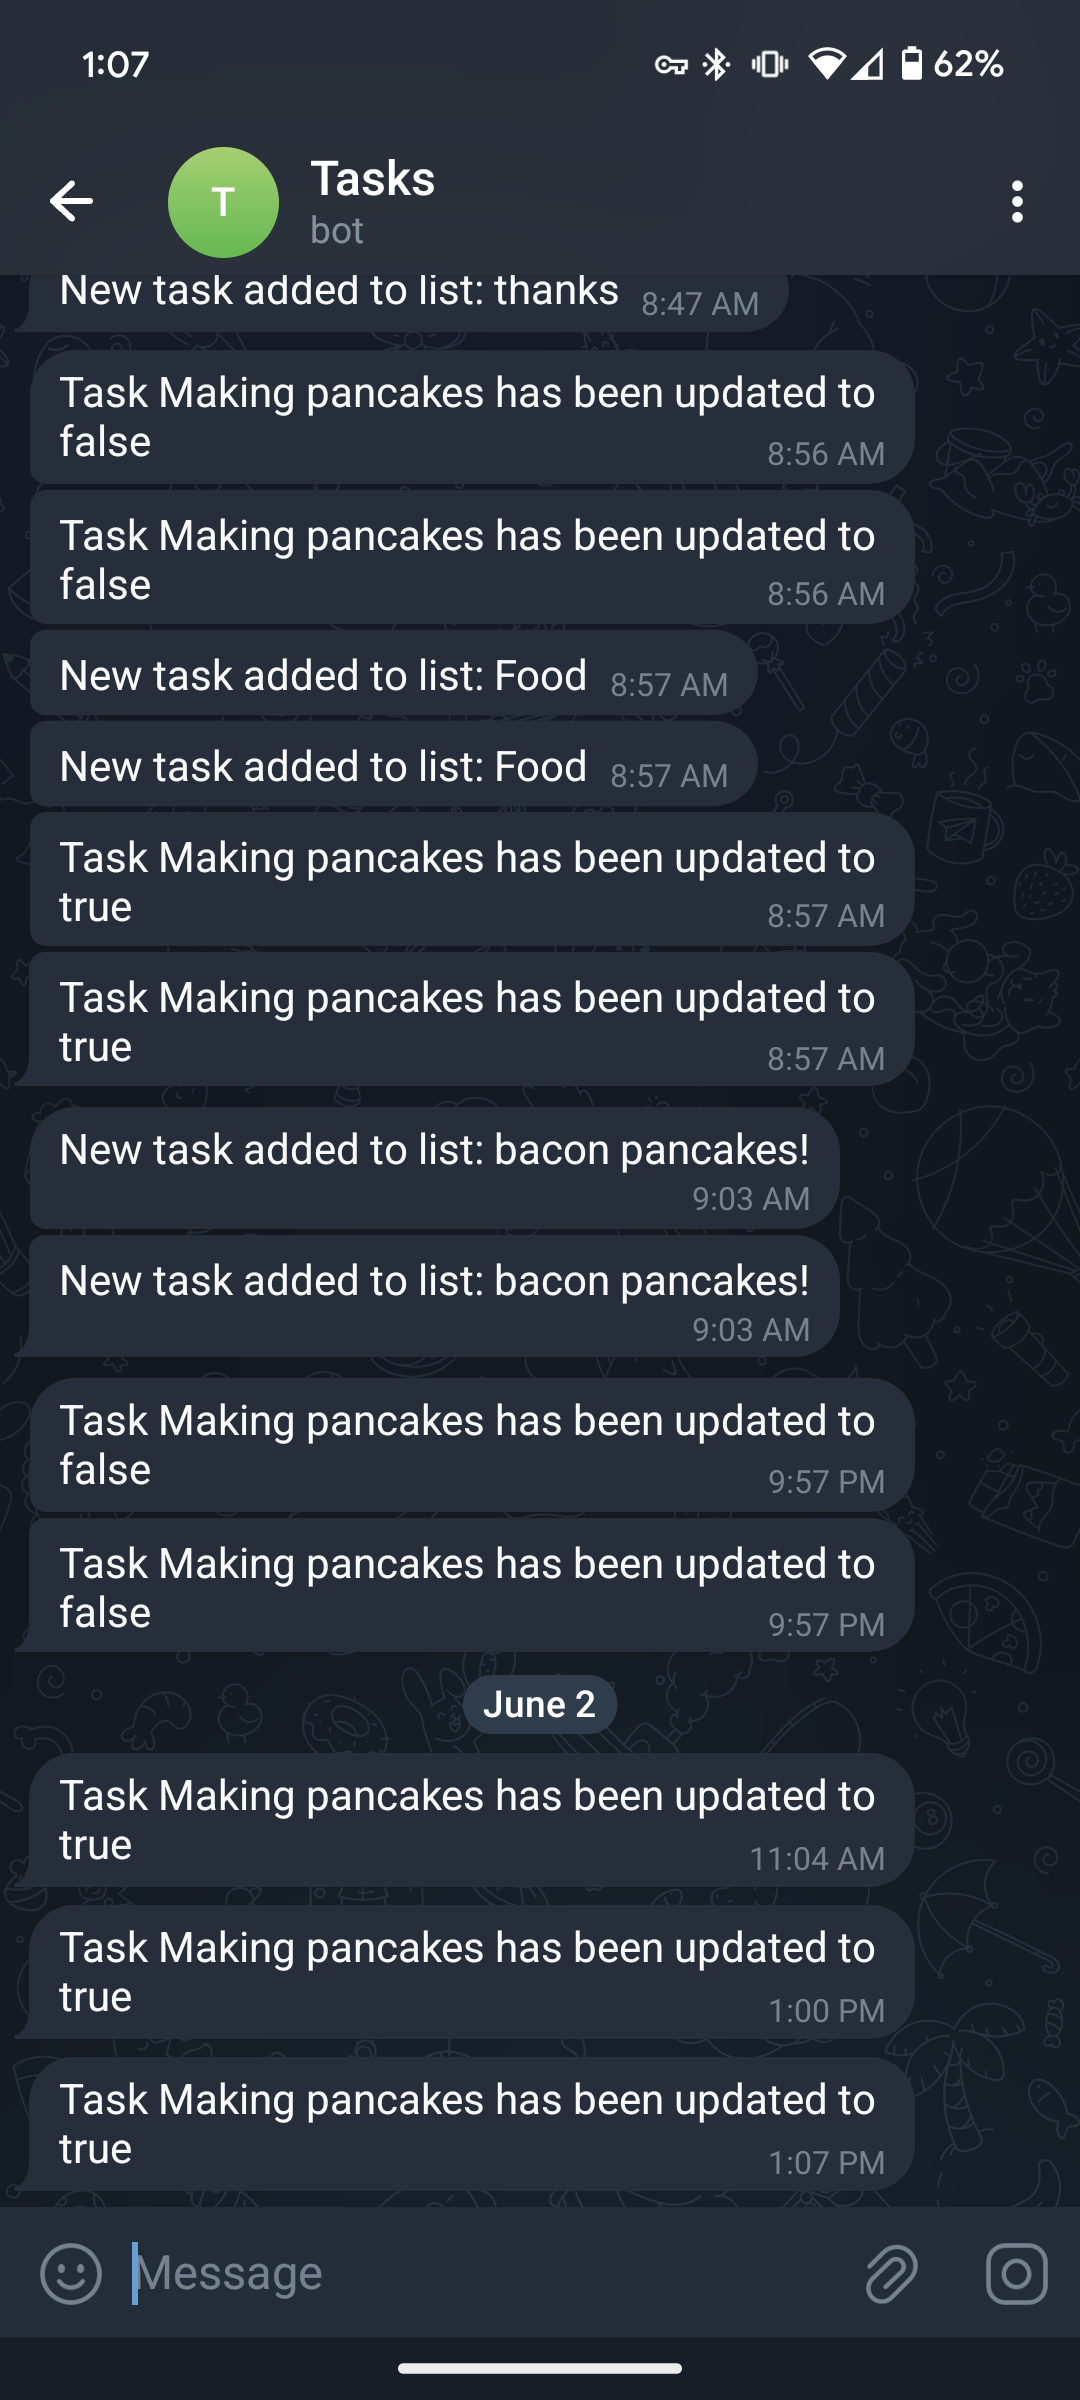 1:07
62%
T
Tasks
bot
New task added to list: thanks 8:47 AM
Task Making pancakes has been updated to
false
8:56 AM
Task Making pancakes has been updated to
false
8:56 AM
New task added to list: Food 8:57 AM
New task added to list: Food 8:57 AM
Task Making pancakes has been updated to
true
8:57 AM
Task Making pancakes has been updated to
true
8:57 AM
New task added to list: bacon pancakes!
9:03 AM
New task added to list: bacon pancakes!
9:03 AM
Task Making pancakes has been updated to
false
9:57 PM
Task Making pancakes has been updated to
false
9:57 PM
June 2
Task Making pancakes has been updated to
true
11:04 AM
Task Making pancakes has been updated to
true
1:00 PM
Task Making pancakes has been updated to
true
1:07 PM
Message